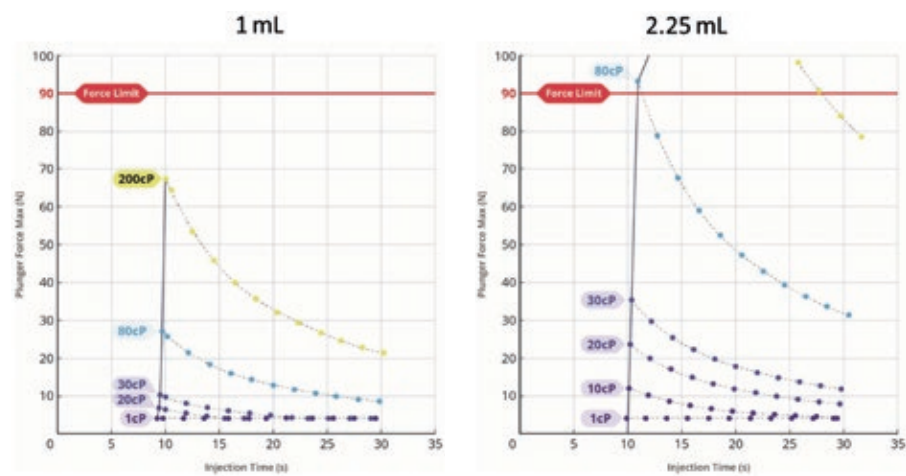 1 mL
100
90
80
70
60
50
40
30
20
10
0
5
10
15
20
25
30
35
Plunger Force Max (N)
Injection Time (s)
Force Limit
200cP
80cP
30cP
20cP
1cP
2.25 mL
100
90
80
70
60
50
40
30
20
10
0
5
10
15
20
25
30
35
Plunger Force Max (N)
Injection Time (s)
Force Limit
80cP
30cP
20cP
10cP
1cP